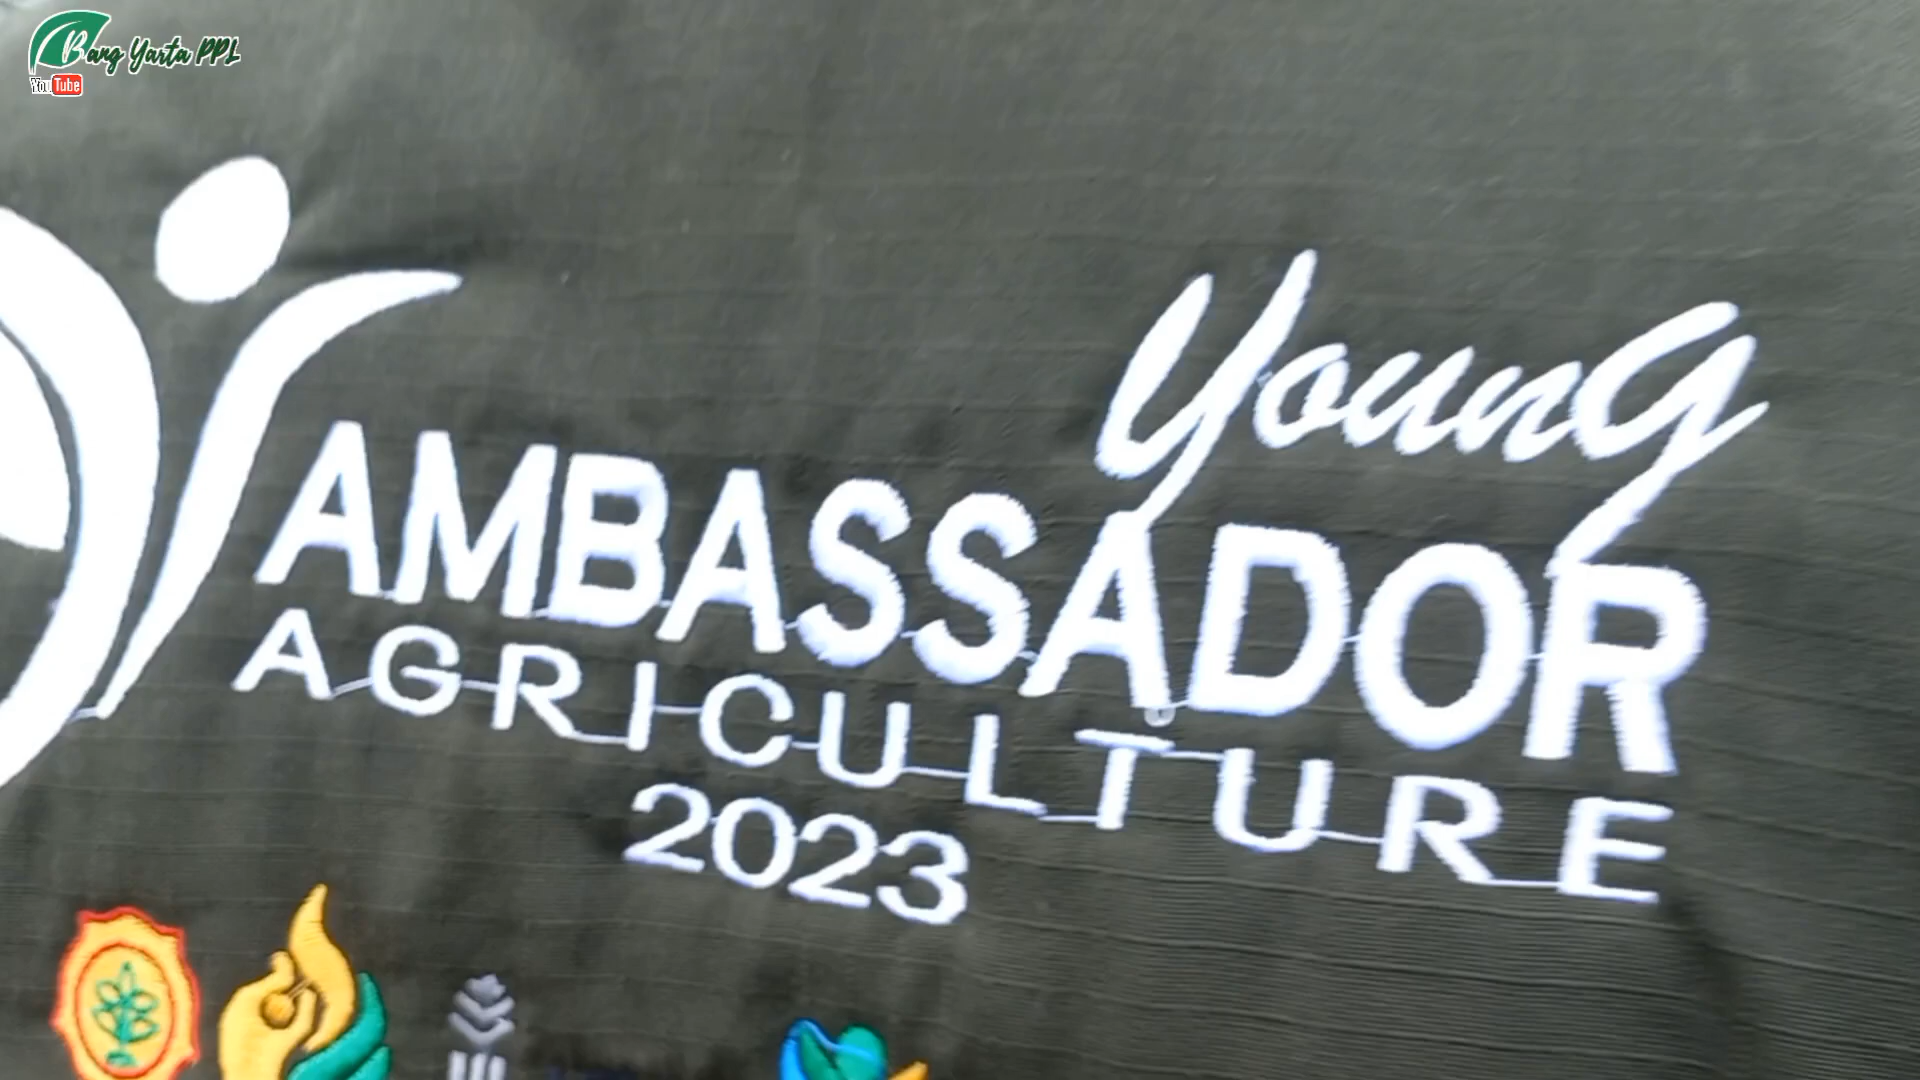 Bang Yarta PPL
YouTube
Young
AMBASSADOR
AGRICULTURE
2023